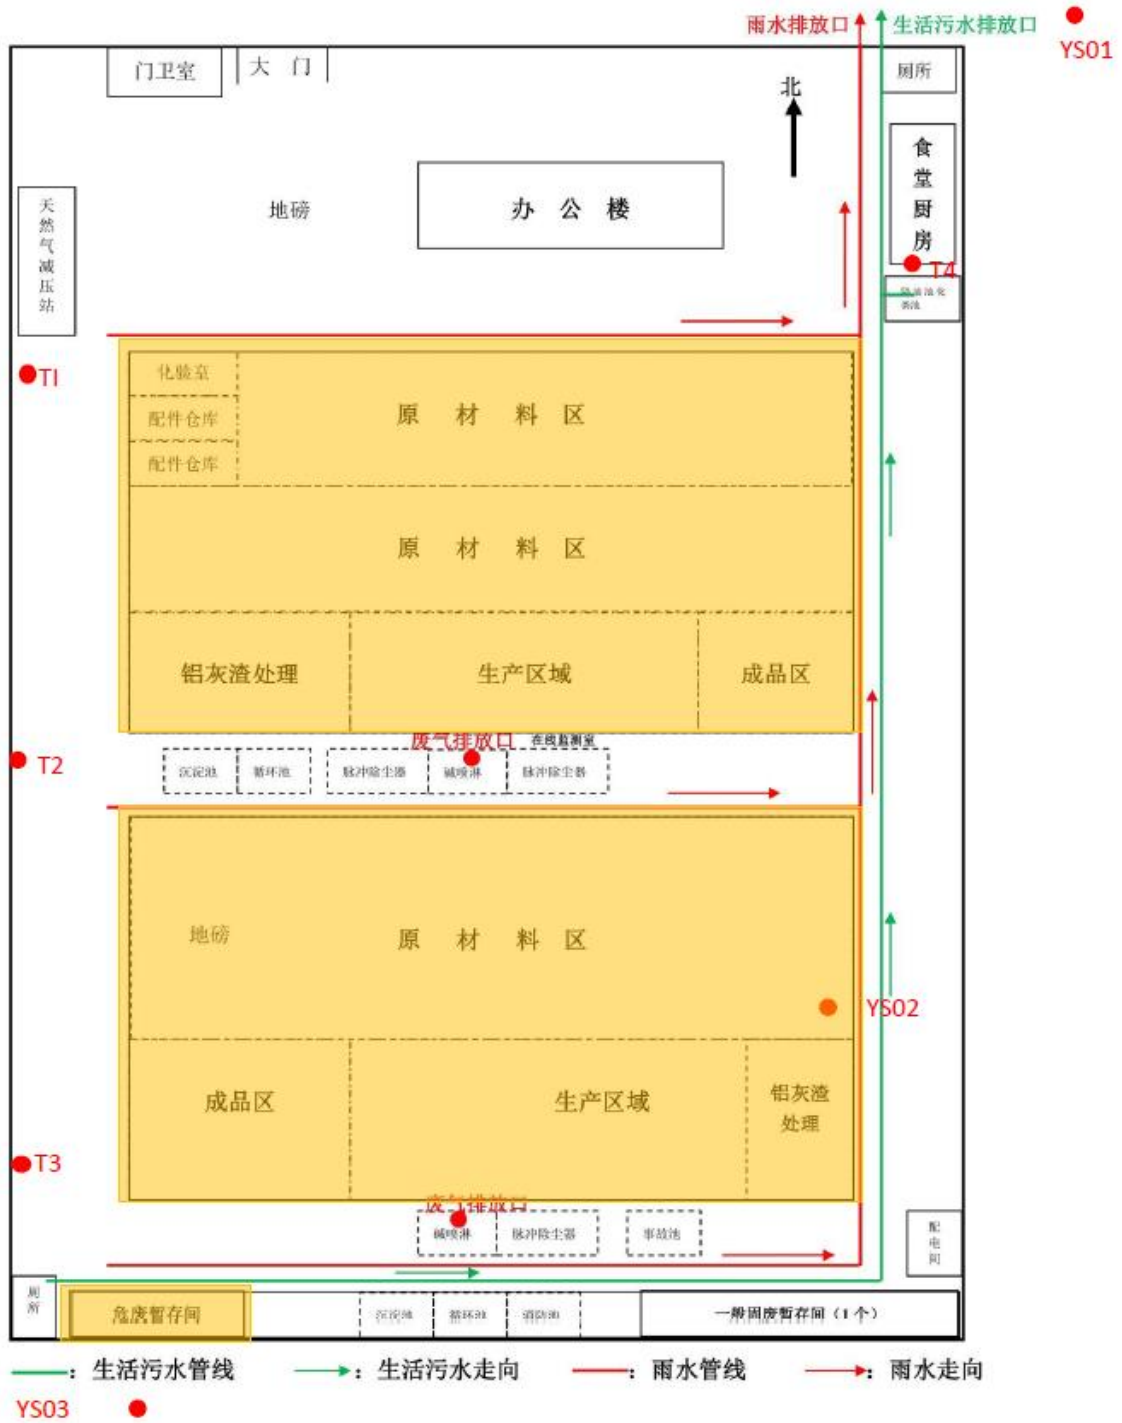 雨水排放口
生活污水排放口
YS01
门卫室
大 门
厕所
北
食堂厨房
天然气减压站
地磅
办 公 楼
T4
T1
化验室
配件仓库
配件仓库
原 材 料 区
原 材 料 区
铝灰渣处理
生产区域
成品区
废气排放口
在线监测室
T2
沉淀池
循环池
脉冲除尘器
碱喷淋
脉冲除尘器
地磅
原 材 料 区
YS02
成品区
生产区域
铝灰渣
处理
T3
废气排放口
碱喷淋
脉冲除尘器
事故池
配电间
厕所
危废暂存间
沉淀池
循环池
消防池
一般固废暂存间（1 个）
：生活污水管线
：生活污水走向
：雨水管线
：雨水走向
YS03